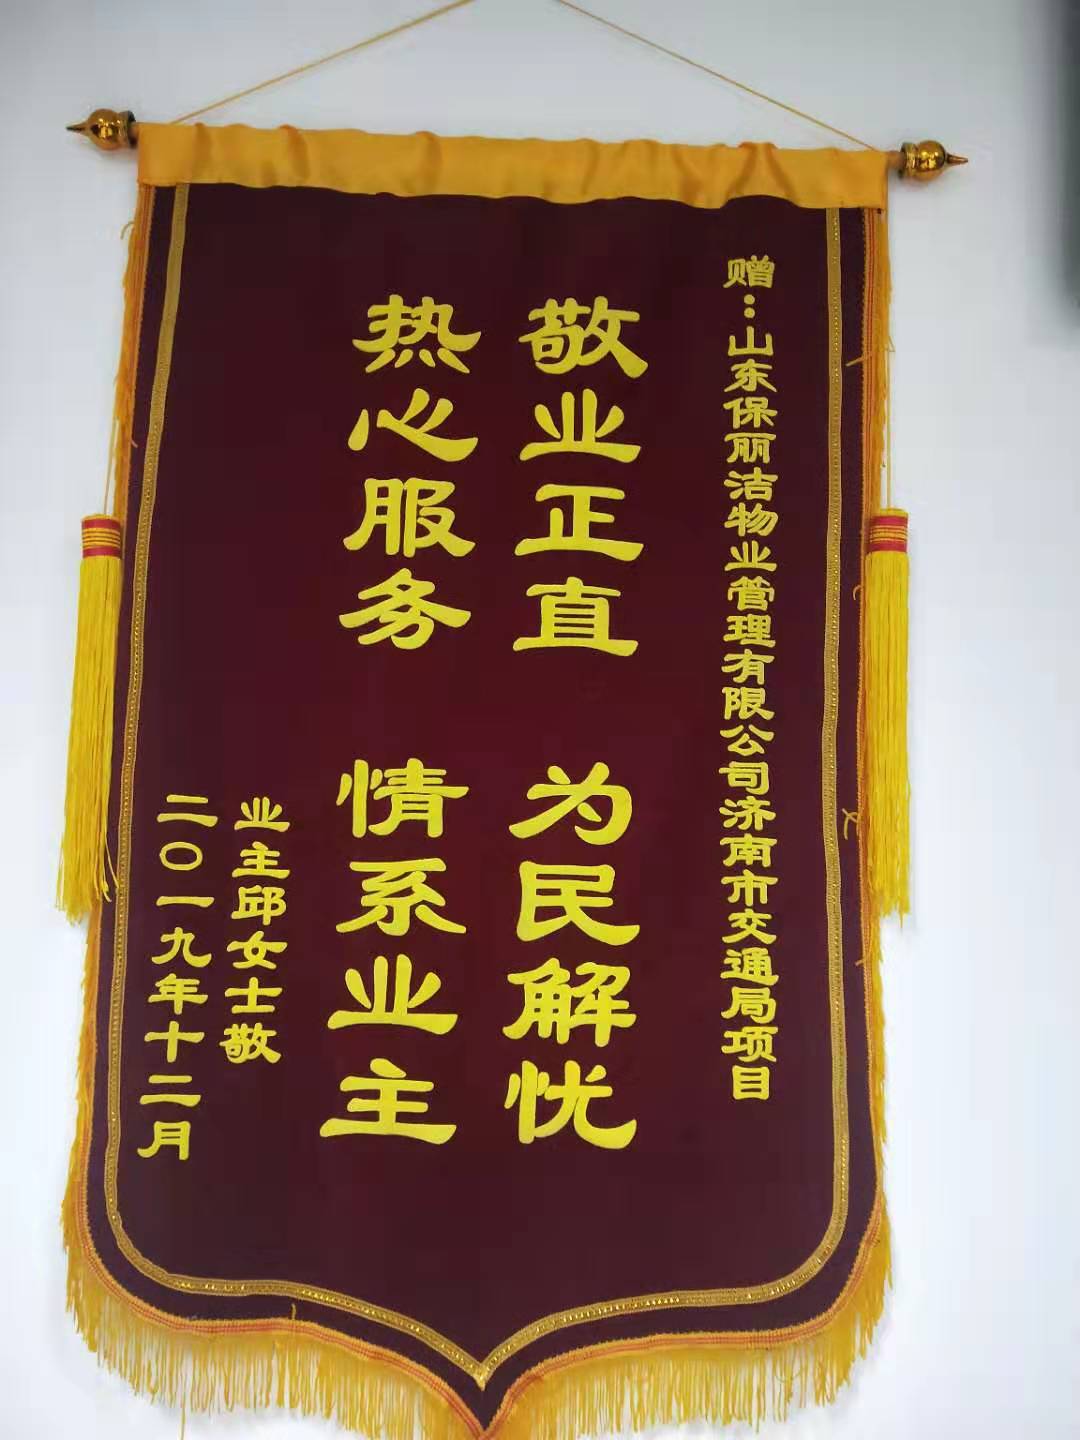 赠：山东保丽洁物业管理有限公司济南市交通局项目
敬业正直 为民解忧
热心服务 情系业主
业主邱女士敬
二〇一九年十二月